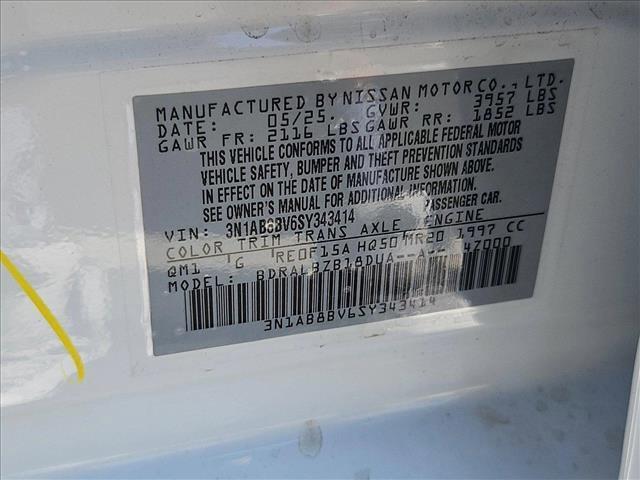 MANUFACTURED BY NISSAN MOTOR CO., LTD.
DATE: 05/25. GVWR: 3957 LBS
GAWR FR: 2116 LBS GAWR RR: 1852 LBS
THIS VEHICLE CONFORMS TO ALL APPLICABLE FEDERAL MOTOR
VEHICLE SAFETY, BUMPER AND THEFT PREVENTION STANDARDS
IN EFFECT ON THE DATE OF MANUFACTURE SHOWN ABOVE.
SEE OWNER'S MANUAL FOR ADDITIONAL PASSENGER CAR.
VIN: 3N1AB8BV6SY343414
COLOR TRIM TRANS AXLE ENGINE
QM1 G RE0F15A HQ50 MR20 1997 CC
MODEL: 47000
3N1AB8BV6SY343414